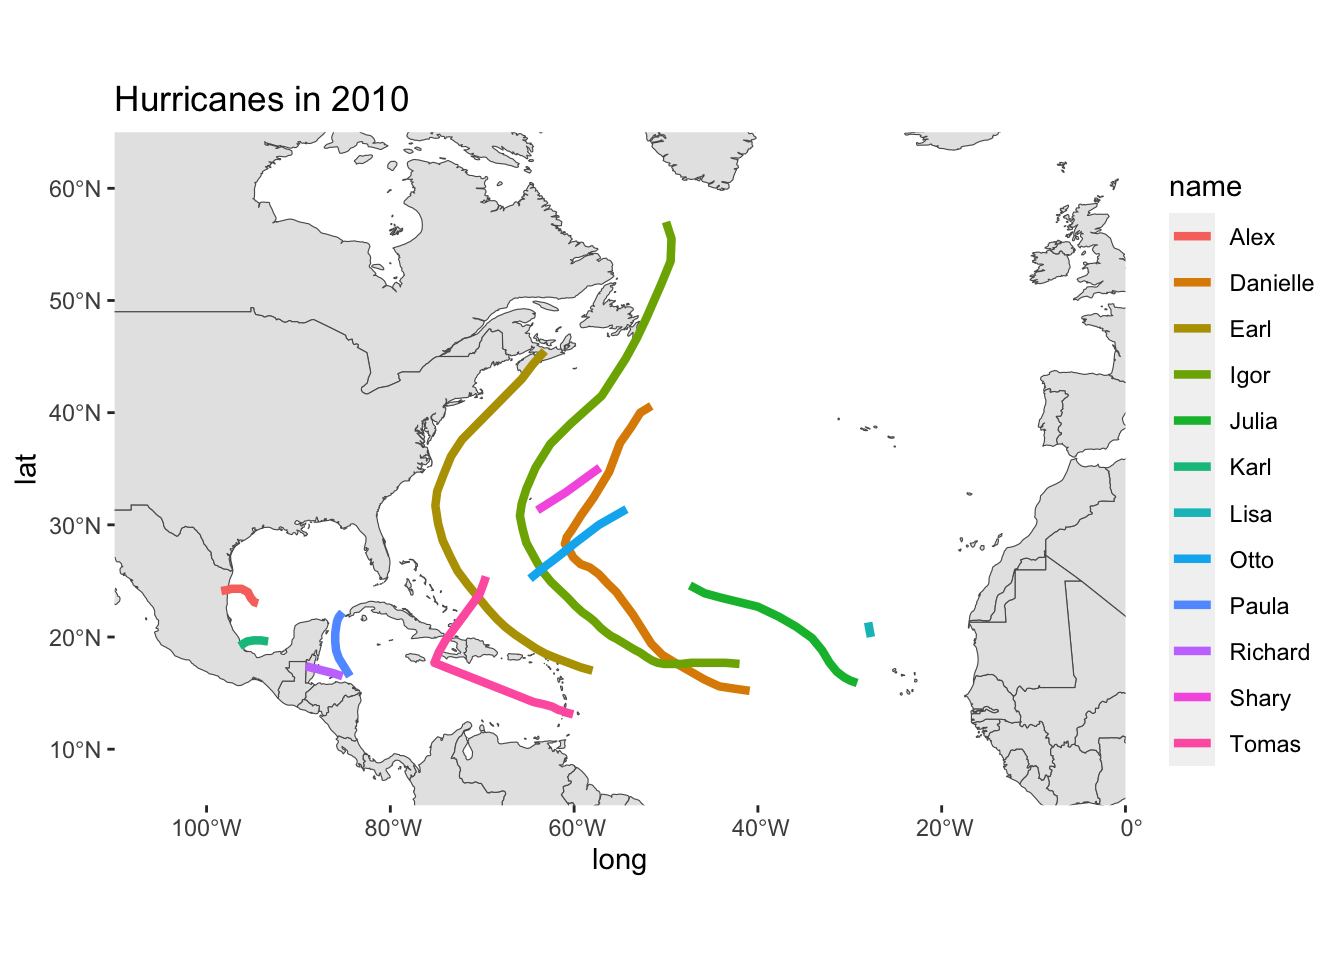 Hurricanes in 2010
60°N
50°N
40°N
30°N
20°N
10°N
lat
100°W
80°W
60°W
40°W
20°W
0°
long
name
Alex
Danielle
Earl
Igor
Julia
Karl
Lisa
Otto
Paula
Richard
Shary
Tomas